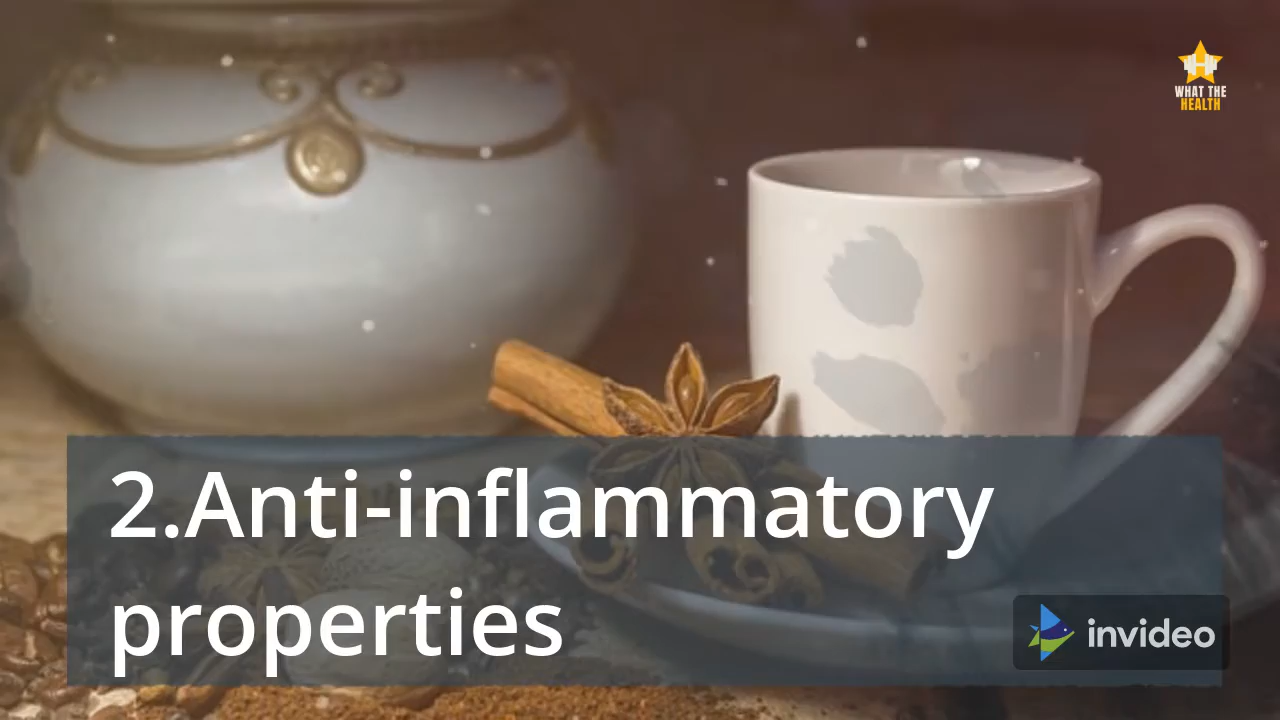 WHAT THE
HEALTH
2.Anti-inflammatory
properties
invideo